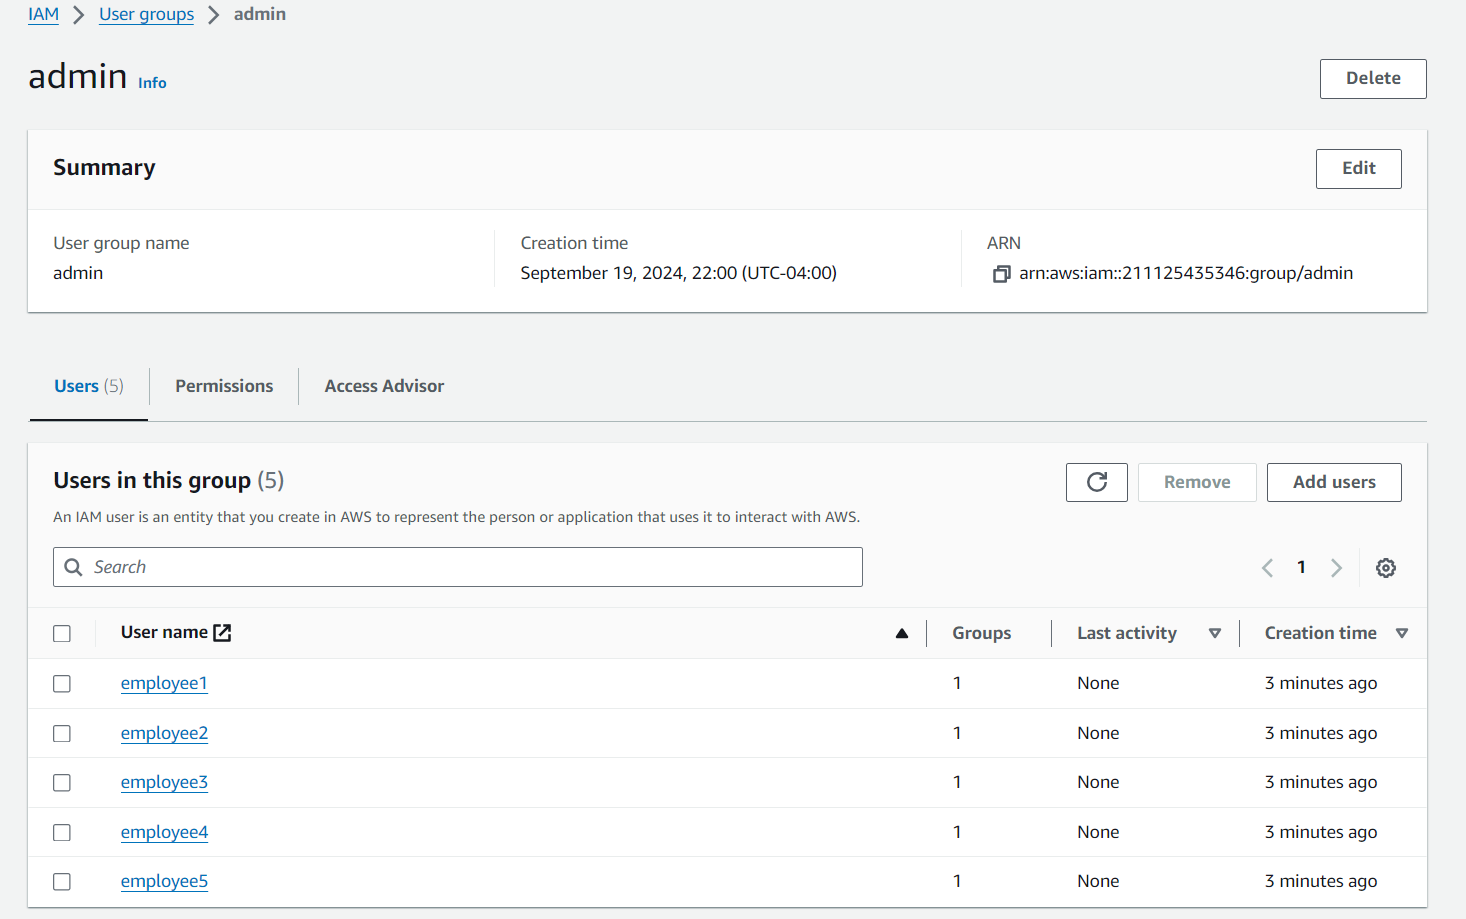 IAM > User groups > admin
admin Info
Delete
Summary
Edit
User group name
admin
Creation time
September 19, 2024, 22:00 (UTC-04:00)
ARN
arn:aws:iam::211125435346:group/admin
Users (5)
Permissions
Access Advisor
Users in this group (5)
Remove
Add users
An IAM user is an entity that you create in AWS to represent the person or application that uses it to interact with AWS.
Search
1
User name
Groups
Last activity
Creation time
employee1 1 None 3 minutes ago
employee2 1 None 3 minutes ago
employee3 1 None 3 minutes ago
employee4 1 None 3 minutes ago
employee5 1 None 3 minutes ago